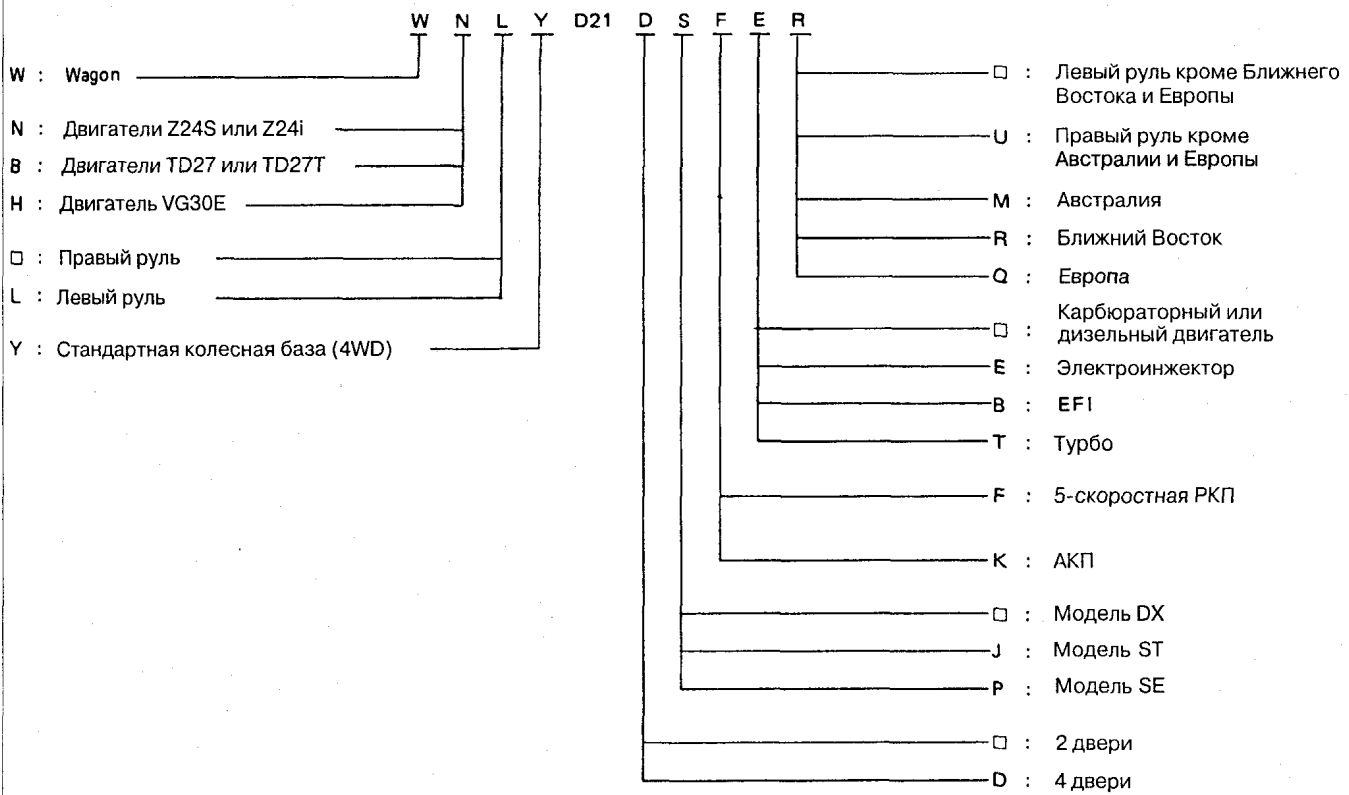 W N L Y D21 D S F E R
W : Wagon
N : Двигатели Z24S или Z24i
B : Двигатели TD27 или TD27T
H : Двигатель VG30E
□ : Правый руль
L : Левый руль
Y : Стандартная колесная база (4WD)
□ : Левый руль кроме Ближнего
Востока и Европы
U : Правый руль кроме
Австралии и Европы
M : Австралия
R : Ближний Восток
Q : Европа
□ : Карбюраторный или
дизельный двигатель
E : Электроинжектор
B : EFI
T : Турбо
F : 5-скоростная РКП
K : АКП
□ : Модель DX
J : Модель ST
P : Модель SE
□ : 2 двери
D : 4 двери